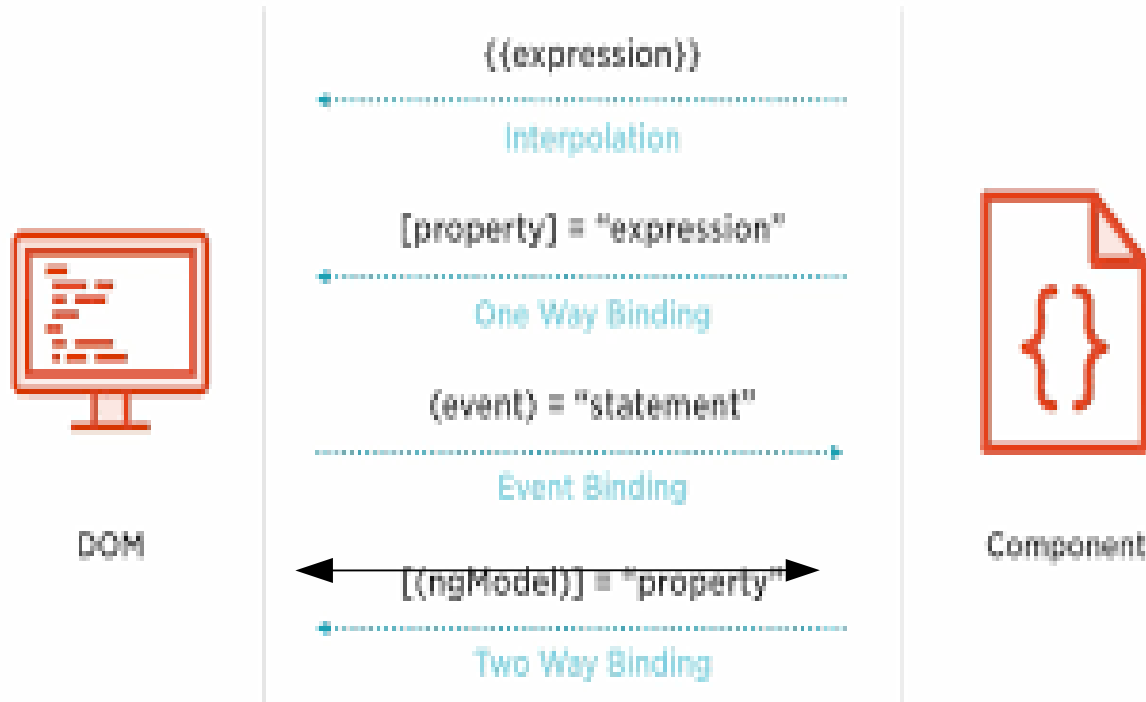 {{expression}}
Interpolation
[property] = "expression"
One Way Binding
(event) = "statement"
Event Binding
DOM
Component
[(ngModel)] = "property"
Two Way Binding